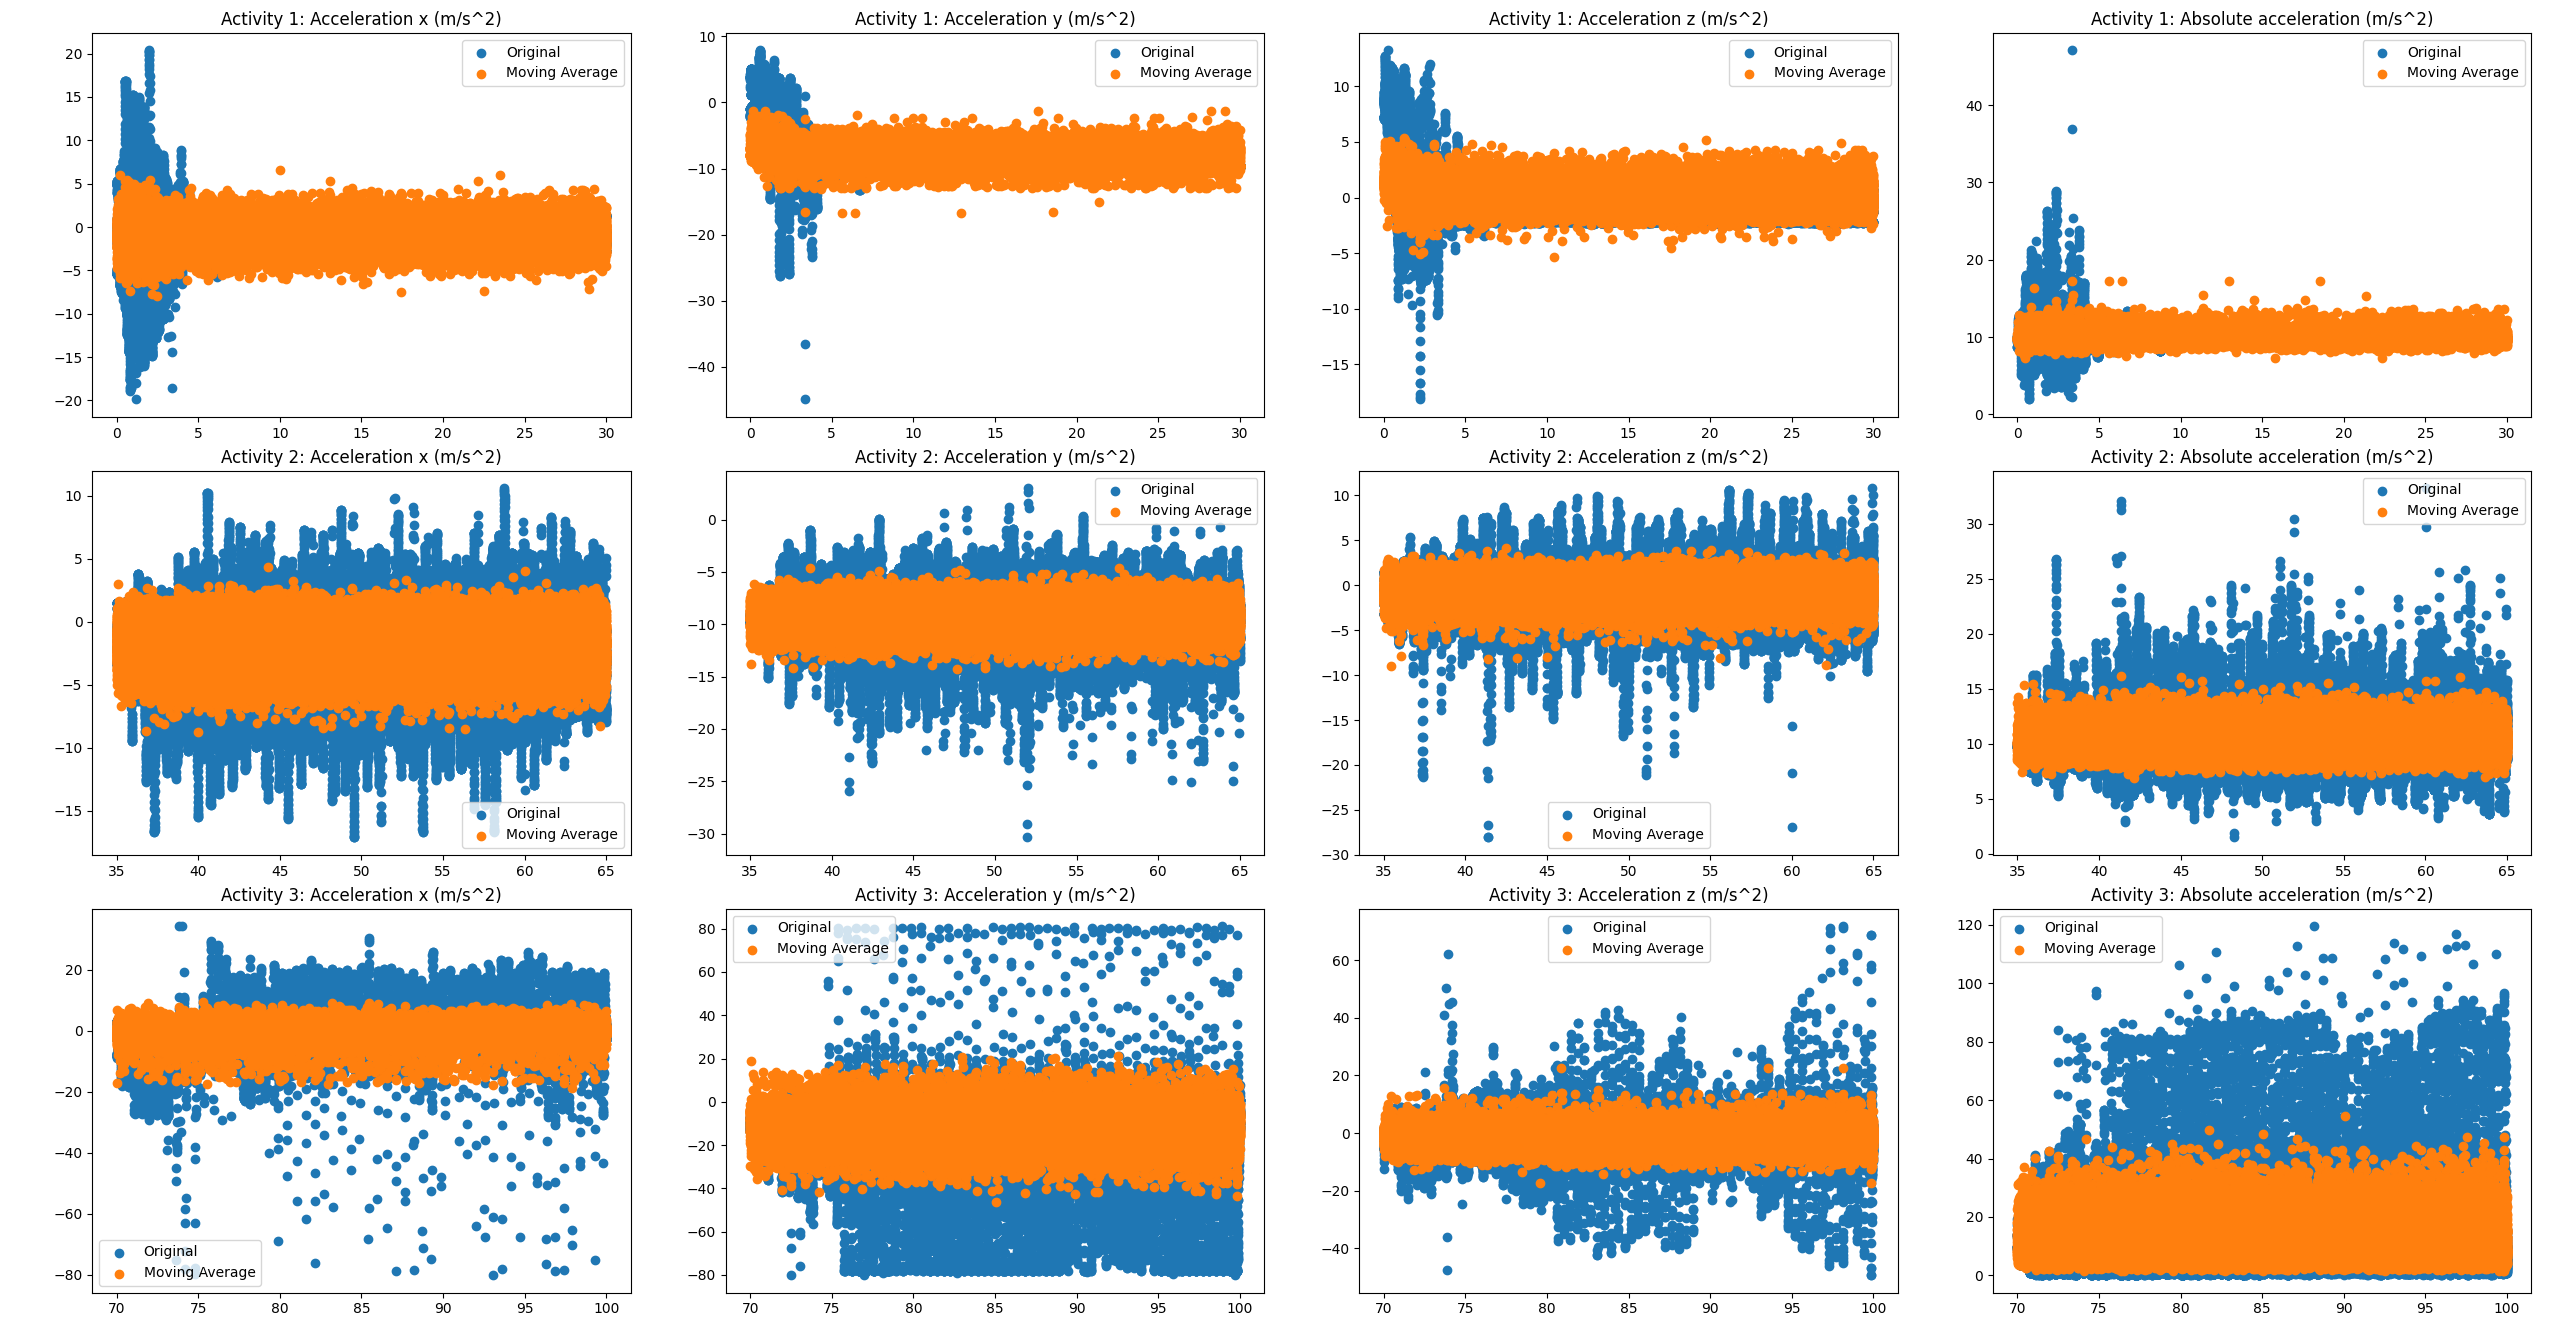 Activity 1: Acceleration x (m/s^2)
Original
Moving Average
20
15
10
5
0
−5
−10
−15
−20
0 5 10 15 20 25 30
Activity 1: Acceleration y (m/s^2)
Original
Moving Average
10
0
−10
−20
−30
−40
0 5 10 15 20 25 30
Activity 1: Acceleration z (m/s^2)
Original
Moving Average
10
5
0
−5
−10
−15
0 5 10 15 20 25 30
Activity 1: Absolute acceleration (m/s^2)
Original
Moving Average
40
30
20
10
0
0 5 10 15 20 25 30
Activity 2: Acceleration x (m/s^2)
10
5
0
−5
−10
−15
Original
Moving Average
35 40 45 50 55 60 65
Activity 2: Acceleration y (m/s^2)
Original
Moving Average
0
−5
−10
−15
−20
−25
−30
35 40 45 50 55 60 65
Activity 2: Acceleration z (m/s^2)
10
5
0
−5
−10
−15
−20
−25
−30
Original
Moving Average
35 40 45 50 55 60 65
Activity 2: Absolute acceleration (m/s^2)
Original
Moving Average
30
25
20
15
10
5
0
35 40 45 50 55 60 65
Activity 3: Acceleration x (m/s^2)
20
0
−20
−40
−60
−80
Original
Moving Average
70 75 80 85 90 95 100
Activity 3: Acceleration y (m/s^2)
Original
Moving Average
80
60
40
20
0
−20
−40
−60
−80
70 75 80 85 90 95 100
Activity 3: Acceleration z (m/s^2)
Original
Moving Average
60
40
20
0
−20
−40
70 75 80 85 90 95 100
Activity 3: Absolute acceleration (m/s^2)
Original
Moving Average
120
100
80
60
40
20
0
70 75 80 85 90 95 100